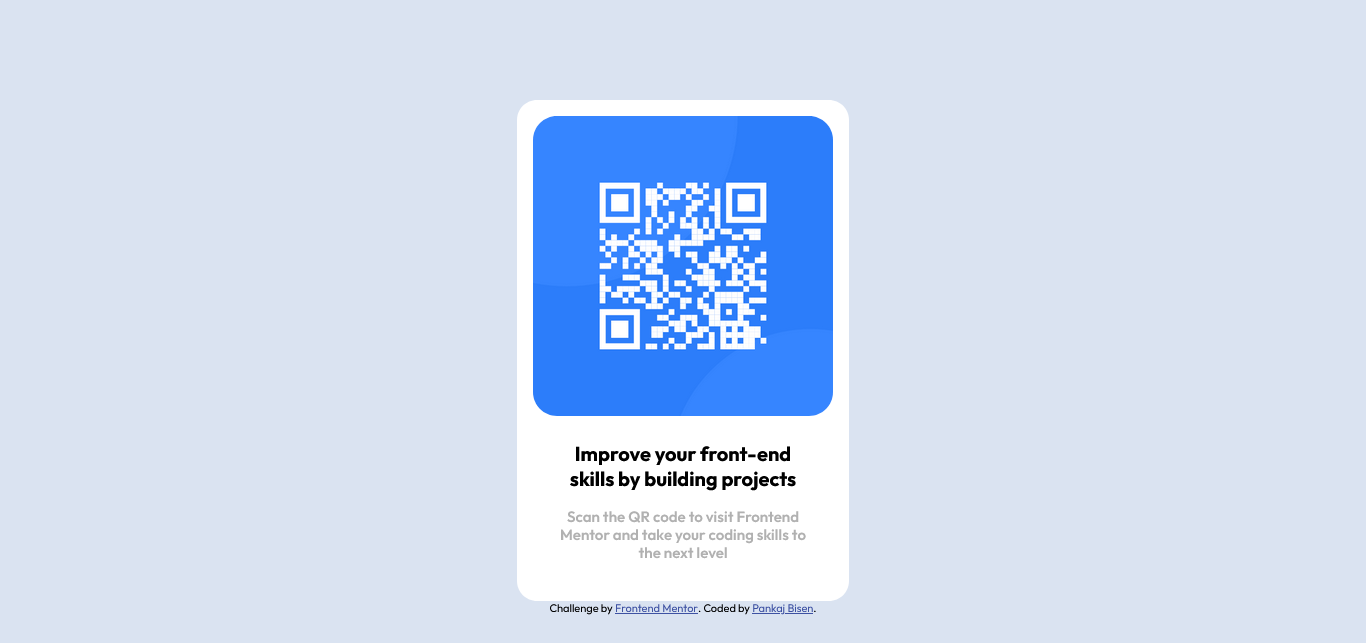 Improve your front-end
skills by building projects
Scan the QR code to visit Frontend
Mentor and take your coding skills to
the next level
Challenge by Frontend Mentor. Coded by Pankaj Bisen.